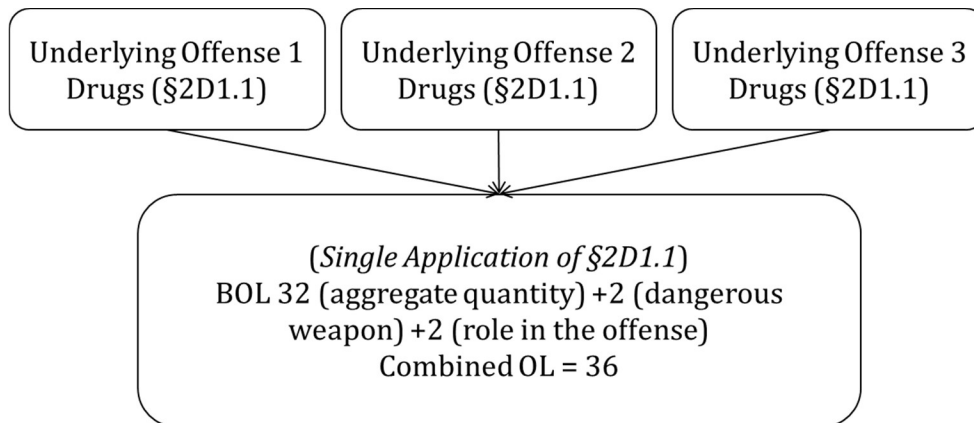 Underlying Offense 1
Drugs (§2D1.1)
Underlying Offense 2
Drugs (§2D1.1)
Underlying Offense 3
Drugs (§2D1.1)
(Single Application of §2D1.1)
BOL 32 (aggregate quantity) +2 (dangerous
weapon) +2 (role in the offense)
Combined OL = 36